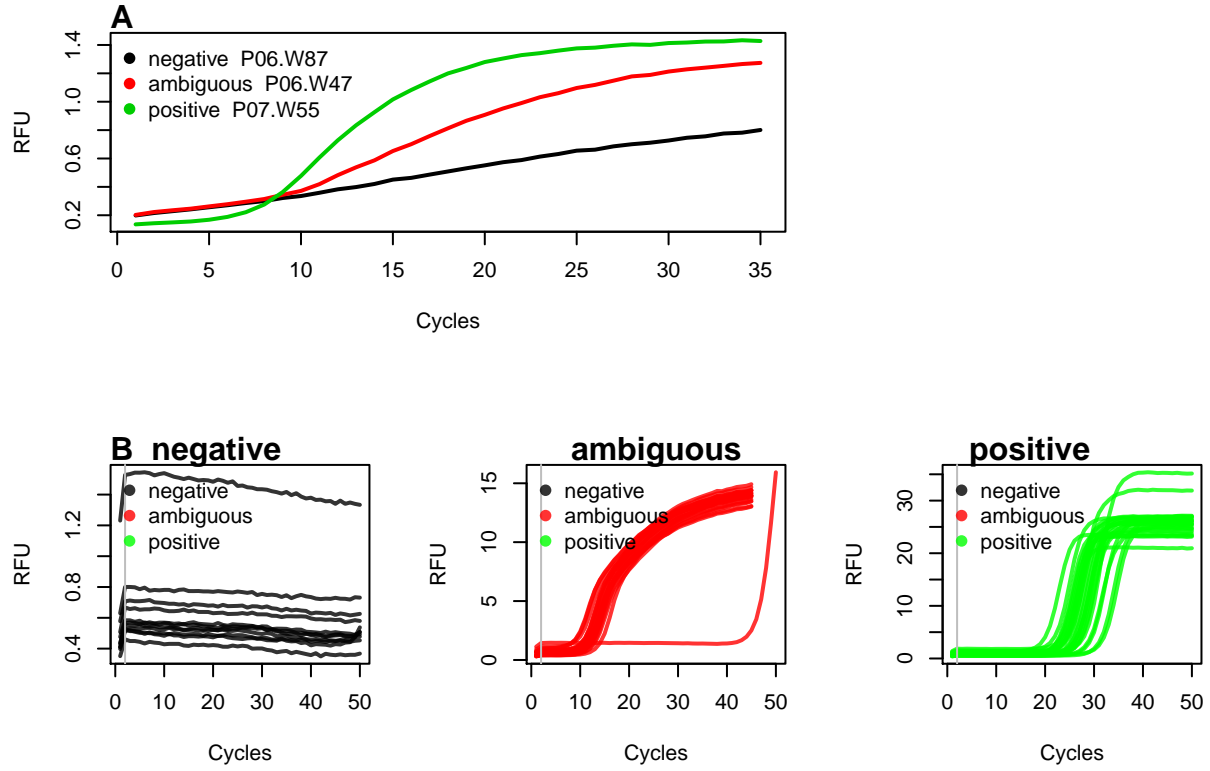 A
RFU
1.4
1.0
0.6
0.2
negative P06.W87
ambiguous P06.W47
positive P07.W55
0 5 10 15 20 25 30 35
Cycles
B negative
RFU
1.2
0.8
0.4
negative
ambiguous
positive
0 10 20 30 40 50
Cycles
ambiguous
RFU
15
10
5
0
negative
ambiguous
positive
0 10 20 30 40 50
Cycles
positive
RFU
30
20
10
0
negative
ambiguous
positive
0 10 20 30 40 50
Cycles